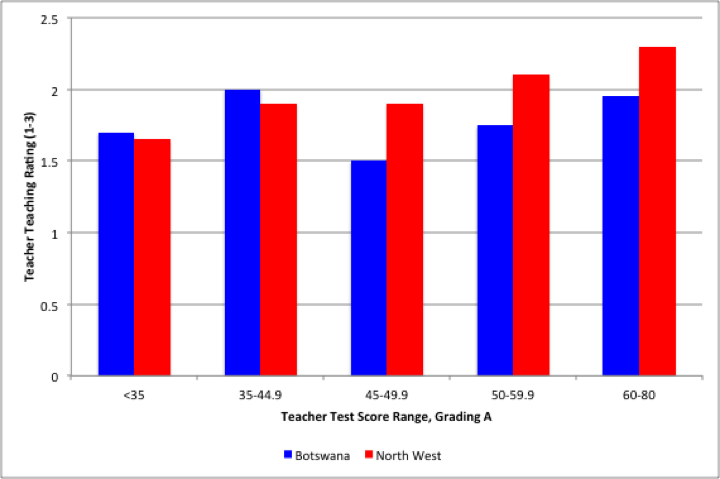 2.5
2
1.5
1
0.5
0
Teacher Teaching Rating (1-3)
<35 35-44.9 45-49.9 50-59.9 60-80
Teacher Test Score Range, Grading A
Botswana North West